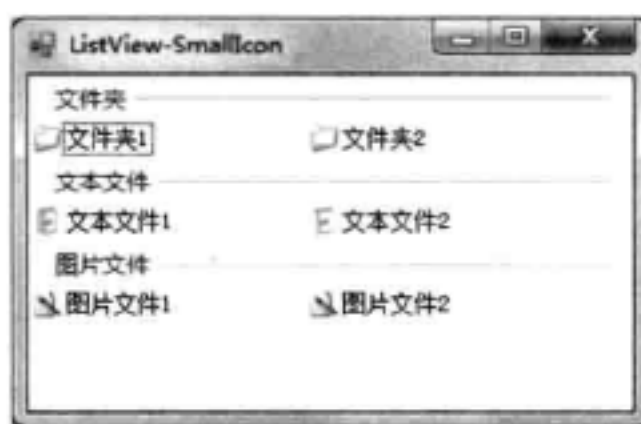 ListView-SmallIcon
文件夹
文件夹1 文件夹2
文本文件
文本文件1 文本文件2
图片文件
图片文件1 图片文件2